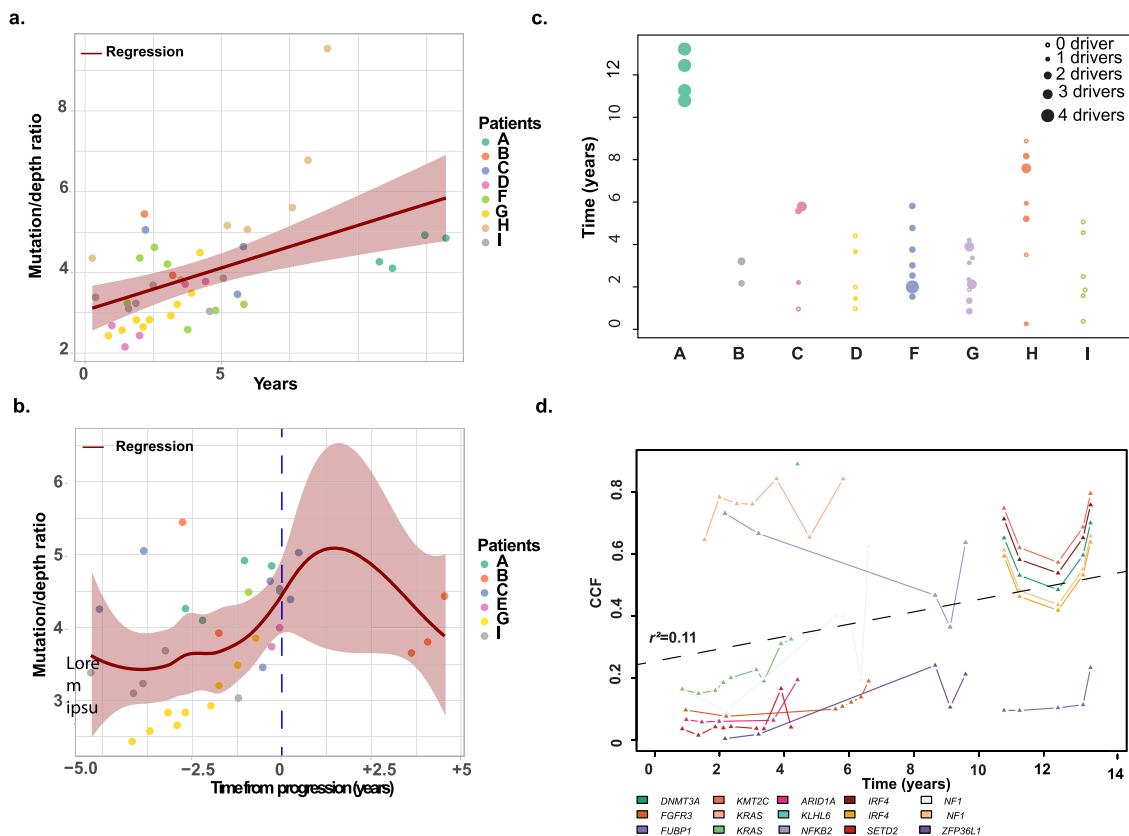 a.
Regression
Mutation/depth ratio
8
6
4
2
0
5
Years
Patients
A
B
C
D
F
G
H
I
b.
Regression
Mutation/depth ratio
6
5
4
3
Lore
m
ipsu
−5.0
−2.5
0
+2.5
+5
Time from progression (years)
Patients
A
B
C
E
G
I
c.
Time (years)
12
10
8
6
4
2
0
0 driver
1 drivers
2 drivers
3 drivers
4 drivers
A B C D F G H I
d.
CCF
0.8
0.6
0.4
0.2
0
r²=0.11
0 2 4 6 8 10 12 14
Time (years)
DNMT3A KMT2C ARID1A IRF4 NF1
FGFR3 KRAS KLHL6 IRF4 NF1
FUBP1 KRAS NFKB2 SETD2 ZFP36L1